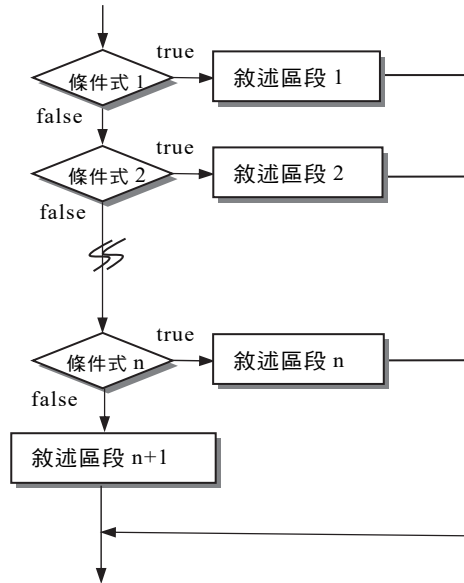 true
條件式 1
敘述區段 1
false
true
條件式 2
敘述區段 2
false
true
條件式 n
敘述區段 n
false
敘述區段 n+1